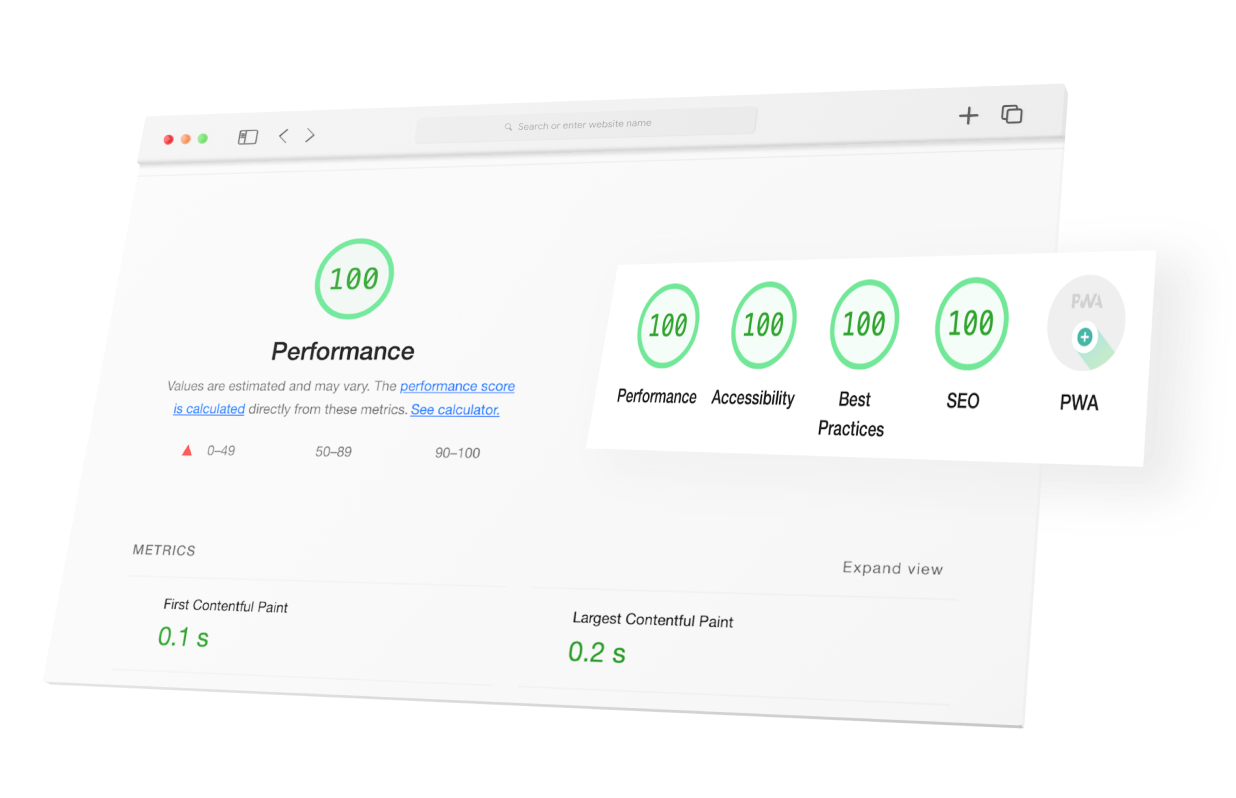 Search or enter website name
100
Performance
Values are estimated and may vary. The performance score
is calculated directly from these metrics. See calculator.
0–49 50–89 90–100
100 100 100 100 PWA
Performance Accessibility Best Practices SEO PWA
METRICS
Expand view
First Contentful Paint
0.1 s
Largest Contentful Paint
0.2 s